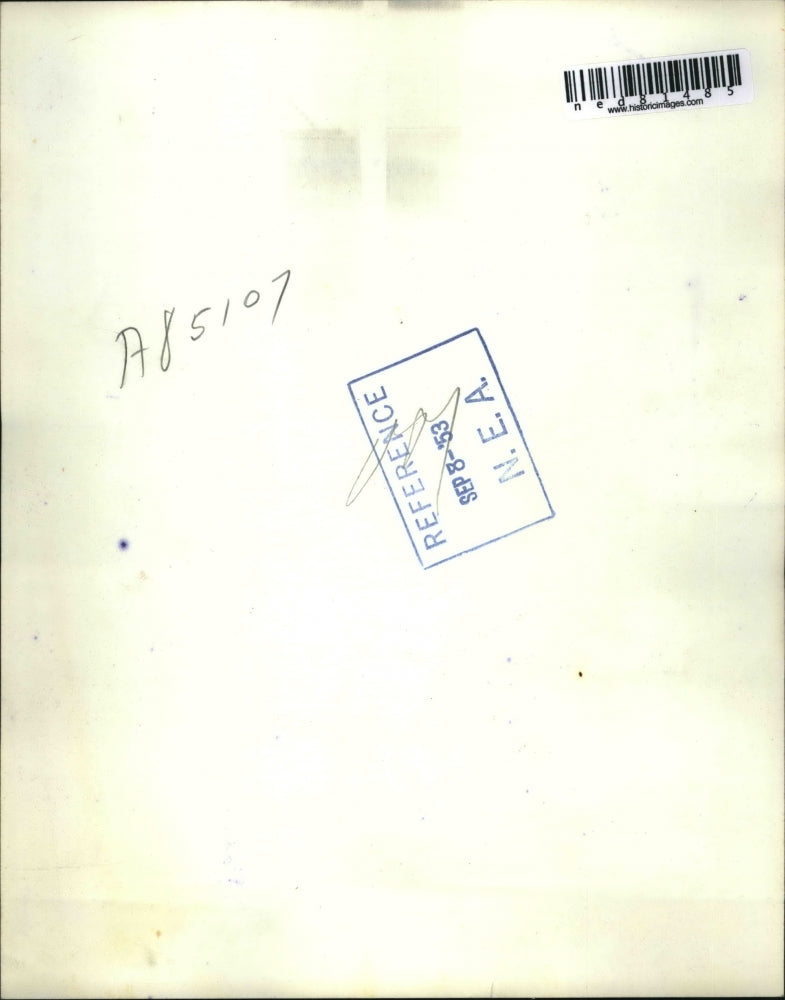 ned81485
www.historicimages.com
A85107
REFERENCE
SEP 8-'53
N.E.A.